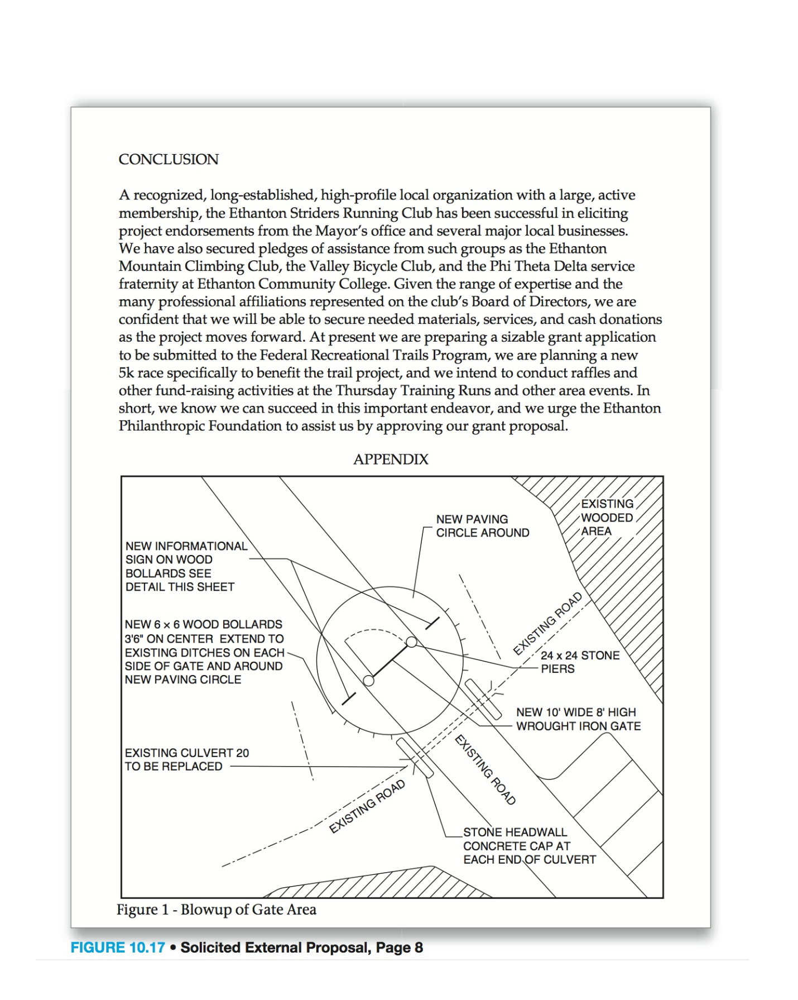 CONCLUSION
A recognized, long-established, high-profile local organization with a large, active
membership, the Ethanton Striders Running Club has been successful in eliciting
project endorsements from the Mayor's office and several major local businesses.
We have also secured pledges of assistance from such groups as the Ethanton
Mountain Climbing Club, the Valley Bicycle Club, and the Phi Theta Delta service
fraternity at Ethanton Community College. Given the range of expertise and the
many professional affiliations represented on the club's Board of Directors, we are
confident that we will be able to secure needed materials, services, and cash donations
as the project moves forward. At present we are preparing a sizable grant application
to be submitted to the Federal Recreational Trails Program, we are planning a new
5k race specifically to benefit the trail project, and we intend to conduct raffles and
other fund-raising activities at the Thursday Training Runs and other area events. In
short, we know we can succeed in this important endeavor, and we urge the Ethanton
Philanthropic Foundation to assist us by approving our grant proposal.
APPENDIX
EXISTING
WOODED
AREA
NEW PAVING
CIRCLE AROUND
NEW INFORMATIONAL
SIGN ON WOOD
BOLLARDS SEE
DETAIL THIS SHEET
NEW 6 × 6 WOOD BOLLARDS
3'6" ON CENTER EXTEND TO
EXISTING DITCHES ON EACH
SIDE OF GATE AND AROUND
NEW PAVING CIRCLE
EXISTING ROAD
24 x 24 STONE
PIERS
NEW 10' WIDE 8' HIGH
WROUGHT IRON GATE
EXISTING CULVERT 20
TO BE REPLACED
EXISTING ROAD
EXISTING ROAD
STONE HEADWALL
CONCRETE CAP AT
EACH END OF CULVERT
Figure 1 - Blowup of Gate Area
FIGURE 10.17 • Solicited External Proposal, Page 8